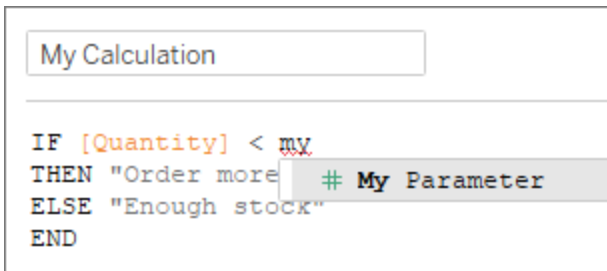 My Calculation
IF [Quantity] < my
THEN "Order more
# My Parameter
ELSE "Enough stock"
END